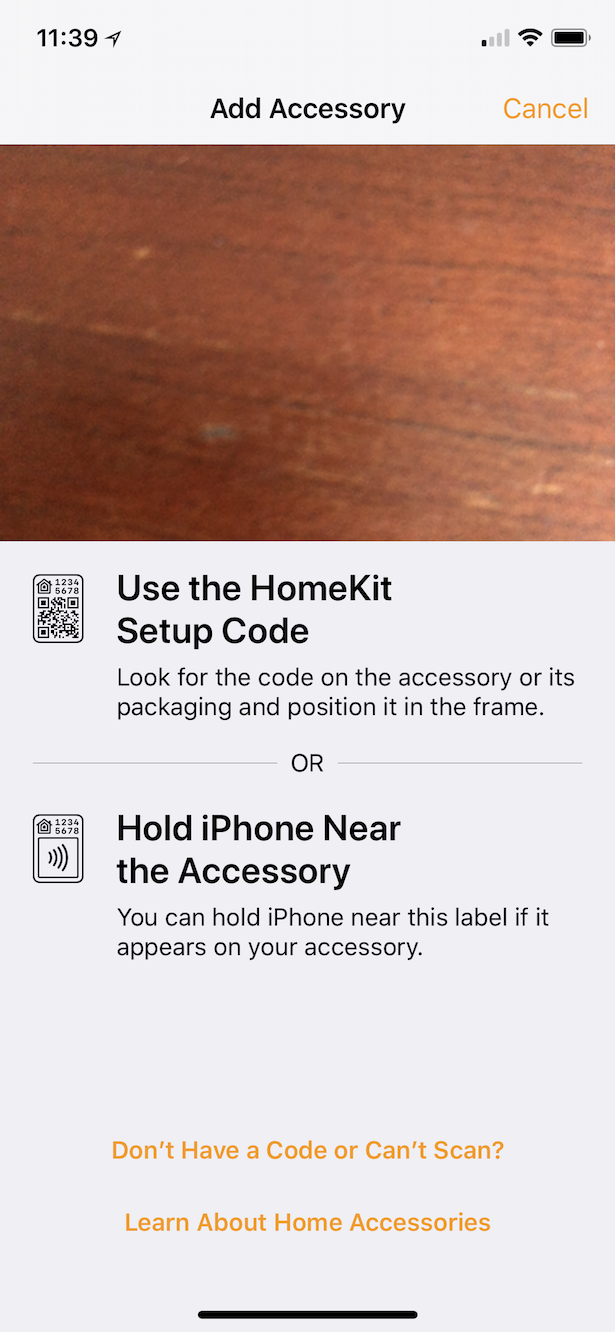 11:39
Add Accessory
Cancel
1234
5678
Use the HomeKit
Setup Code
Look for the code on the accessory or its
packaging and position it in the frame.
OR
1234
5678
Hold iPhone Near
the Accessory
You can hold iPhone near this label if it
appears on your accessory.
Don’t Have a Code or Can’t Scan?
Learn About Home Accessories